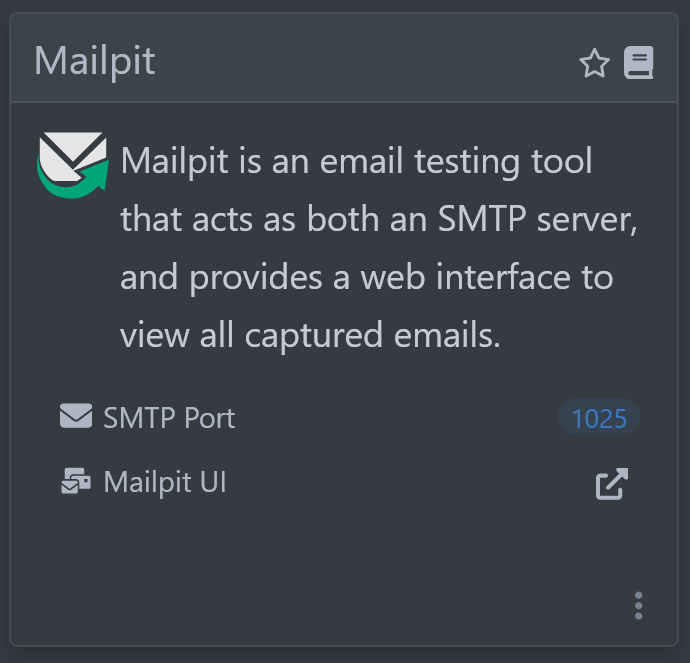 Mailpit
Mailpit is an email testing tool
that acts as both an SMTP server,
and provides a web interface to
view all captured emails.
SMTP Port 1025
Mailpit UI